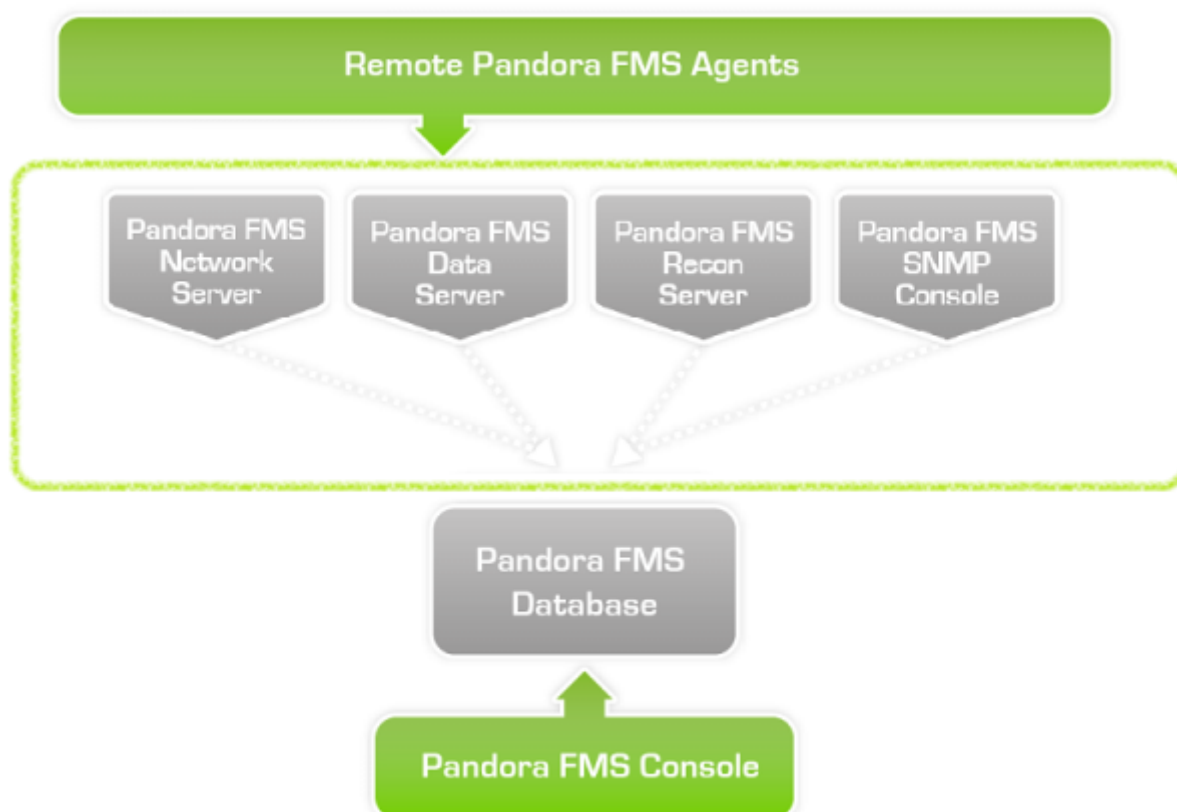 Remote Pandora FMS Agents
Pandora FMS
Network
Server
Pandora FMS
Data
Server
Pandora FMS
Recon
Server
Pandora FMS
SNMP
Console
Pandora FMS
Database
Pandora FMS Console